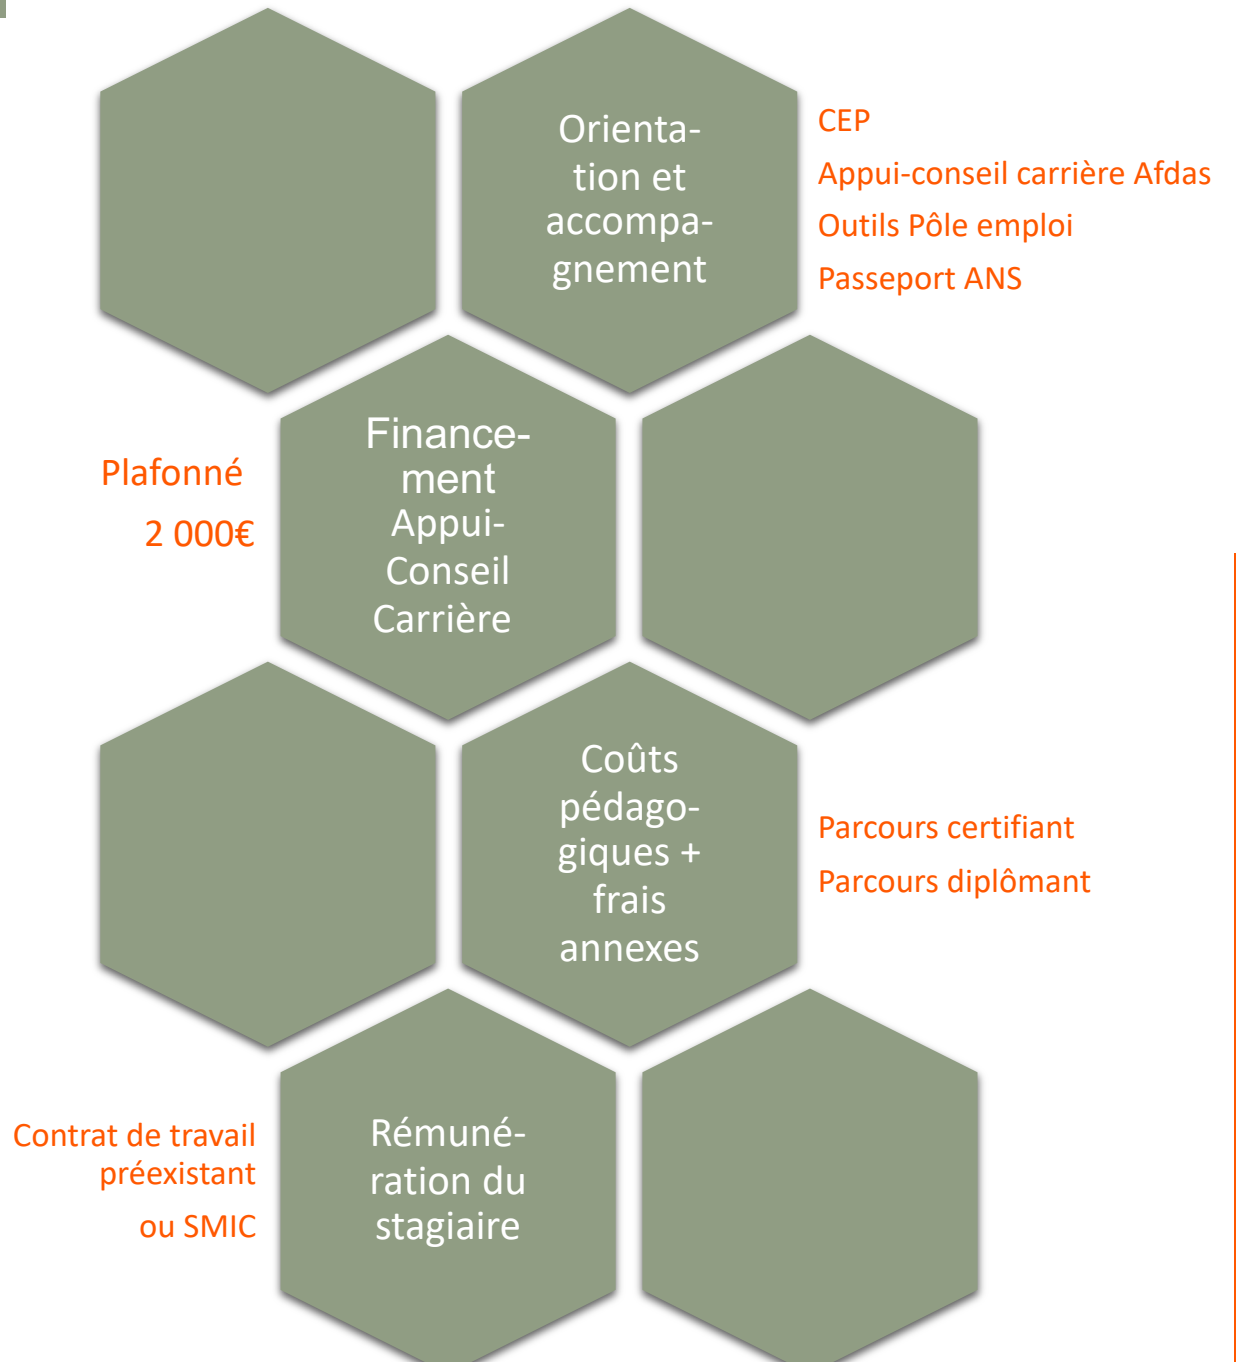 Orienta-
tion et
accompa-
gnement
CEP
Appui-conseil carrière Afdas
Outils Pôle emploi
Passeport ANS
Plafonné
2 000€
Finance-
ment
Appui-
Conseil
Carrière
Coûts
pédago-
giques +
frais
annexes
Parcours certifiant
Parcours diplômant
Contrat de travail
préexistant
ou SMIC
Rémuné-
ration du
stagiaire